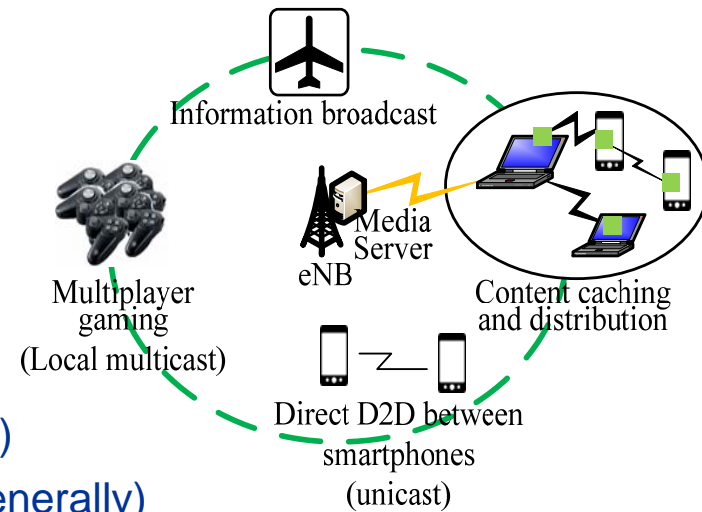 Information broadcast
Media
Server
eNB
Multiplayer
gaming
(Local multicast)
Content caching
and distribution
Direct D2D between
smartphones
(unicast)
)
enerally)